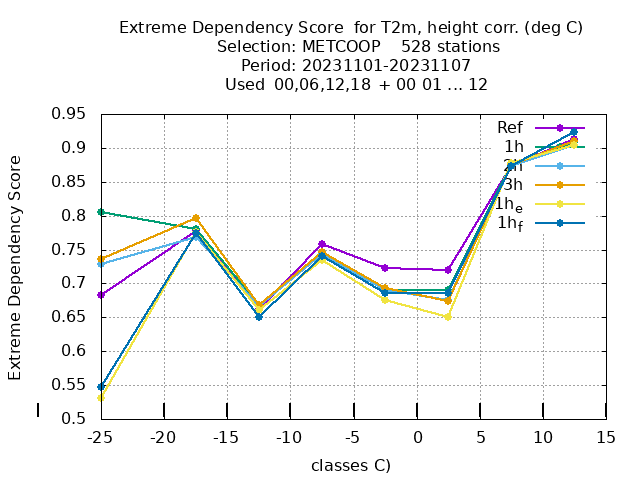 Extreme Dependency Score  for T2m, height corr. (deg C)
Selection: METCOOP    528 stations
Period: 20231101-20231107
Used  00,06,12,18 + 00 01 ... 12
Extreme Dependency Score
0.95
0.9
0.85
0.8
0.75
0.7
0.65
0.6
0.55
0.5
Ref
1h
2h
3h
1he
1hf
-25 -20 -15 -10 -5 0 5 10 15
classes C)